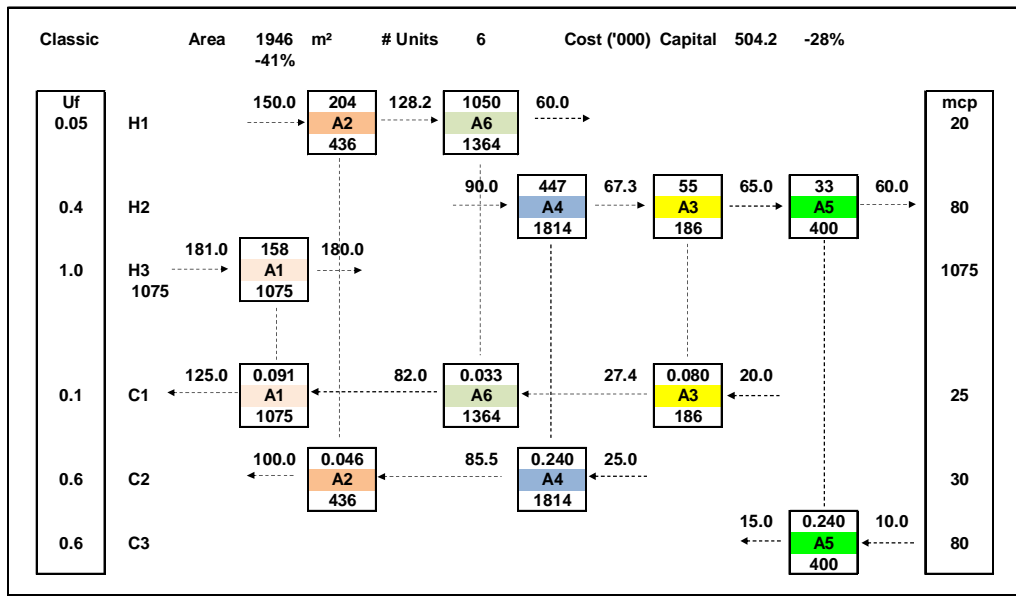 Classic Area 1946 m² # Units 6 Cost ('000) Capital 504.2 -28%
-41%
Uf 150.0 204 128.2 1050 60.0 mcp
0.05 H1 A2 A6 20
436 1364
90.0 447 67.3 55 65.0 33 60.0
0.4 H2 A4 A3 A5 80
1814 186 400
181.0 158 180.0
1.0 H3 A1 1075
1075 1075
125.0 0.091 82.0 0.033 27.4 0.080 20.0
0.1 C1 A1 A6 A3 25
1075 1364 186
100.0 0.046 85.5 0.240 25.0
0.6 C2 A2 A4 30
436 1814
15.0 0.240 10.0
0.6 C3 A5 80
400